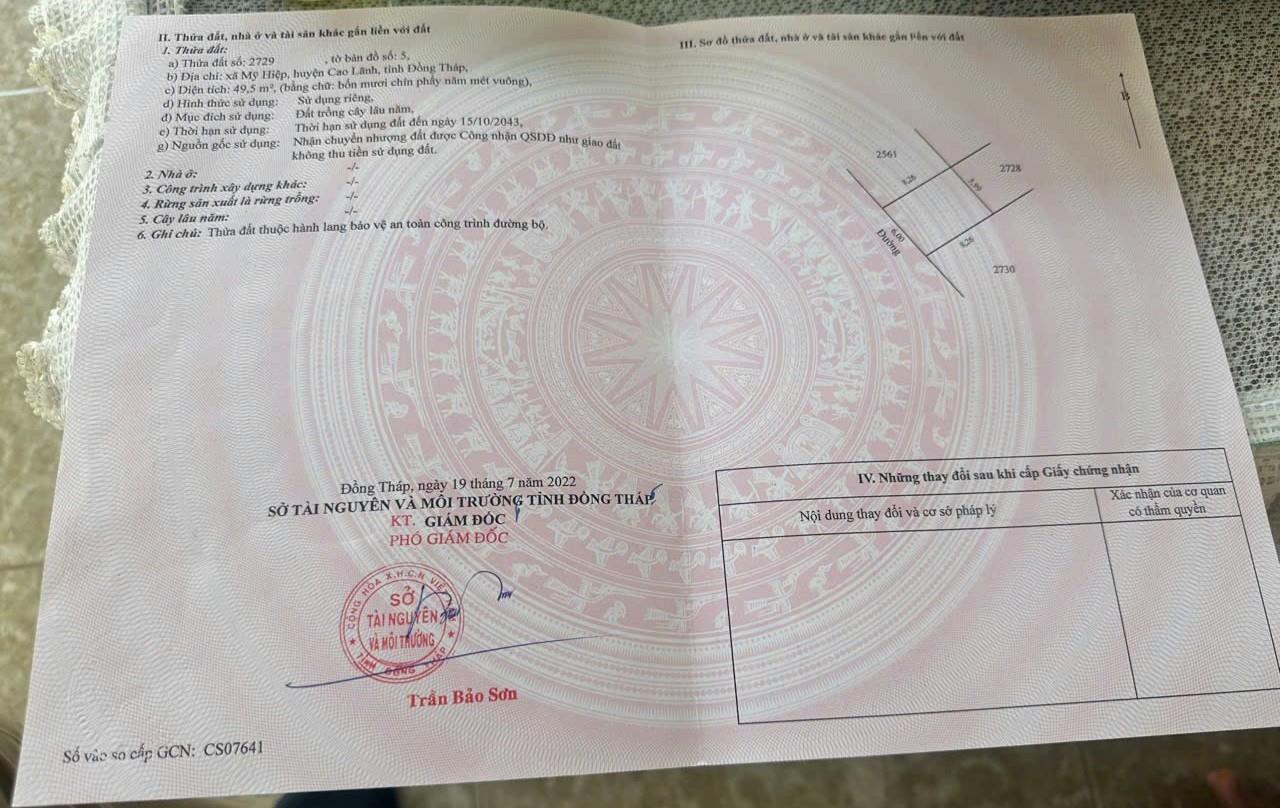 II. Thửa đất, nhà ở và tài sản khác gắn liền với đất
1. Thửa đất:
a) Thửa đất số: 2729 , tờ bản đồ số: 5,
b) Địa chỉ: xã Mỹ Hiệp, huyện Cao Lãnh, tỉnh Đồng Tháp,
c) Diện tích: 49,5 m², (bằng chữ: bốn mươi chín phẩy năm mét vuông),
d) Hình thức sử dụng: Sử dụng riêng,
đ) Mục đích sử dụng: Đất trồng cây lâu năm,
e) Thời hạn sử dụng: Thời hạn sử dụng đất đến ngày 15/10/2043,
g) Nguồn gốc sử dụng: Nhận chuyển nhượng đất được Công nhận QSDĐ như giao đất
không thu tiền sử dụng đất.
2. Nhà ở: -/-
3. Công trình xây dựng khác: -/-
4. Rừng sản xuất là rừng trồng: -/-
5. Cây lâu năm: -/-
6. Ghi chú: Thửa đất thuộc hành lang bảo vệ an toàn công trình đường bộ.
Đồng Tháp, ngày 19 tháng 7 năm 2022
SỞ TÀI NGUYÊN VÀ MÔI TRƯỜNG TỈNH ĐỒNG THÁP
KT. GIÁM ĐỐC
PHÓ GIÁM ĐỐC
CỘNG HÒA X.H.C.N VIỆT
SỞ
TÀI NGUYÊN
VÀ MÔI TRƯỜNG
TỈNH ĐỒNG THÁP
Trần Bảo Sơn
Số vào sổ cấp GCN: CS07641
III. Sơ đồ thửa đất, nhà ở và tài sản khác gắn liền với đất
B
2561
2728
8.26
5.99
6.00
Đường
8.26
2730
IV. Những thay đổi sau khi cấp Giấy chứng nhận
Nội dung thay đổi và cơ sở pháp lý
Xác nhận của cơ quan
có thẩm quyền